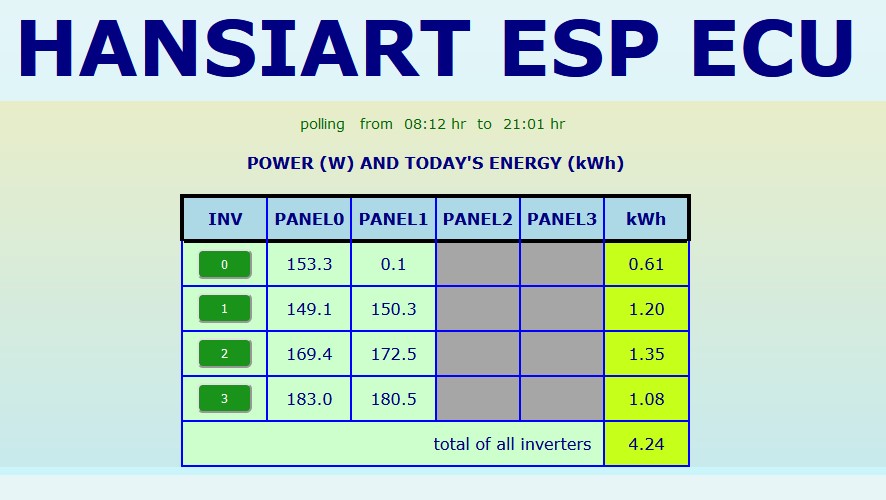 HANSIART ESP ECU
polling from 08:12 hr to 21:01 hr
POWER (W) AND TODAY'S ENERGY (kWh)
INV PANEL0 PANEL1 PANEL2 PANEL3 kWh
0 153.3 0.1 0.61
1 149.1 150.3 1.20
2 169.4 172.5 1.35
3 183.0 180.5 1.08
total of all inverters 4.24